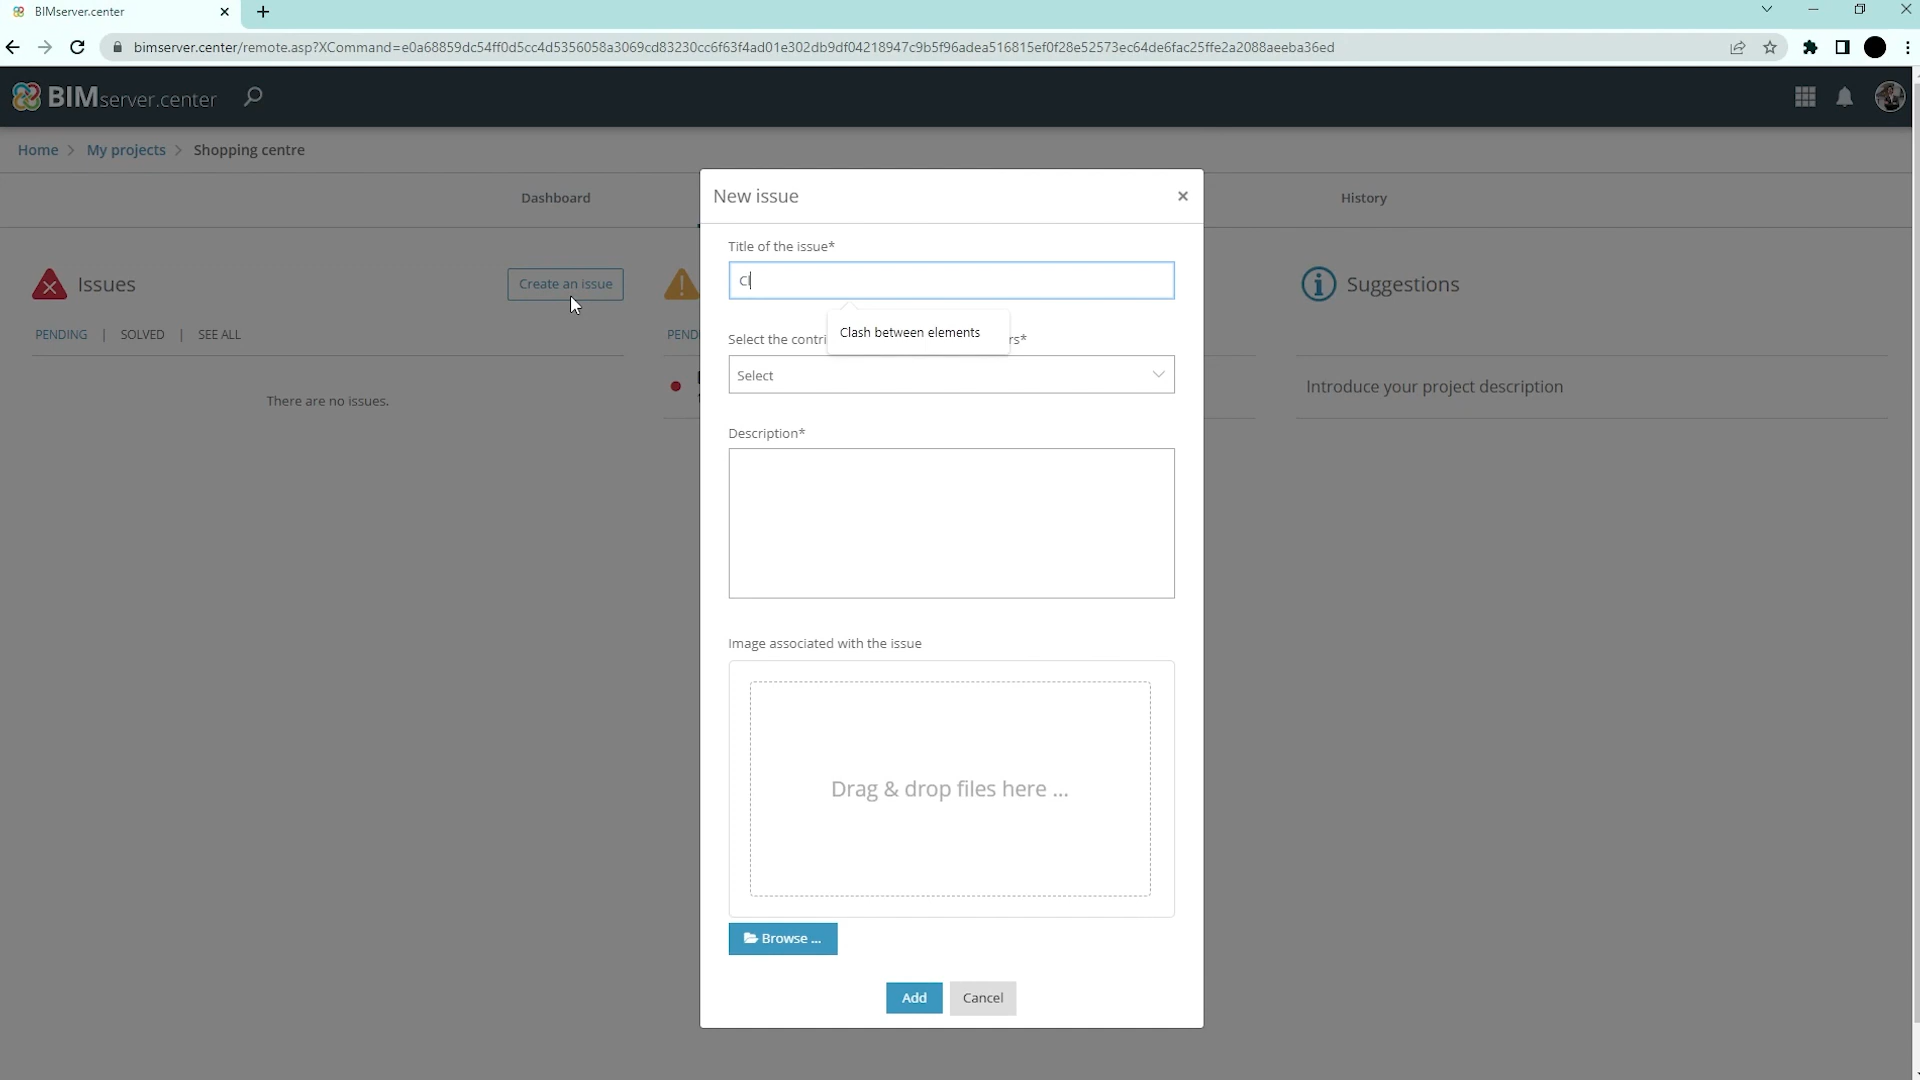 BIMserver.center
bimserver.center/remote.asp?XCommand=e0a68859dc54ff0d5cc4d5356058a3069cd83230cc6f63f4ad01e302db9df04218947c9b5f96adea516815ef0f28e52573ec64de6fac25ffe2a2088aeeba36ed
BIMserver.center
Home > My projects > Shopping centre
Dashboard
History
Issues
Create an issue
PENDING | SOLVED | SEE ALL
There are no issues.
PEND
Suggestions
Introduce your project description
New issue
Title of the issue*
Cl
Clash between elements
Select the contri rs*
Select
Description*
Image associated with the issue
Drag & drop files here ...
Browse ...
Add
Cancel